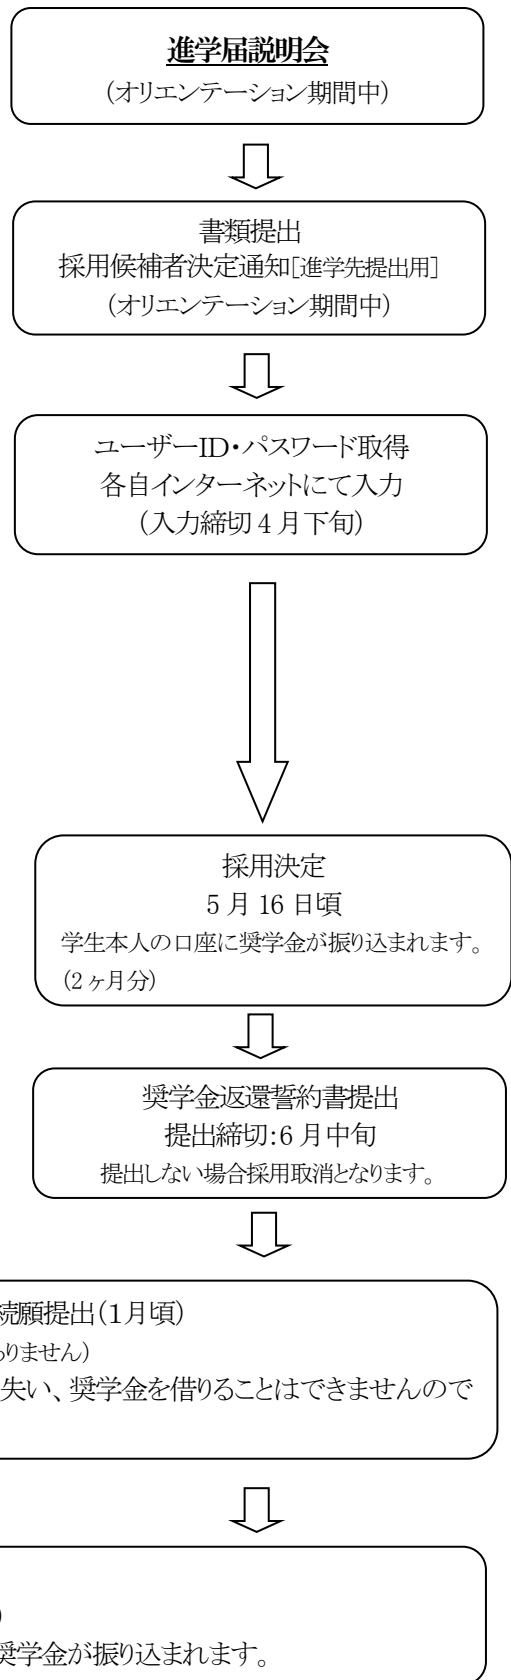 進学届説明会
(オリエンテーション期間中)
書類提出
採用候補者決定通知[進学先提出用]
(オリエンテーション期間中)
ユーザーID・パスワード取得
各自インターネットにて入力
(入力締切4月下旬)
採用決定
5月16日頃
学生本人の口座に奨学金が振り込まれます。
(2ヶ月分)
奨学金返還誓約書提出
提出締切:6月中旬
提出しない場合採用取消となります。
続願提出(1月頃)
ありません)
失い、奨学金を借りることはできませんので
)
奨学金が振り込まれます。